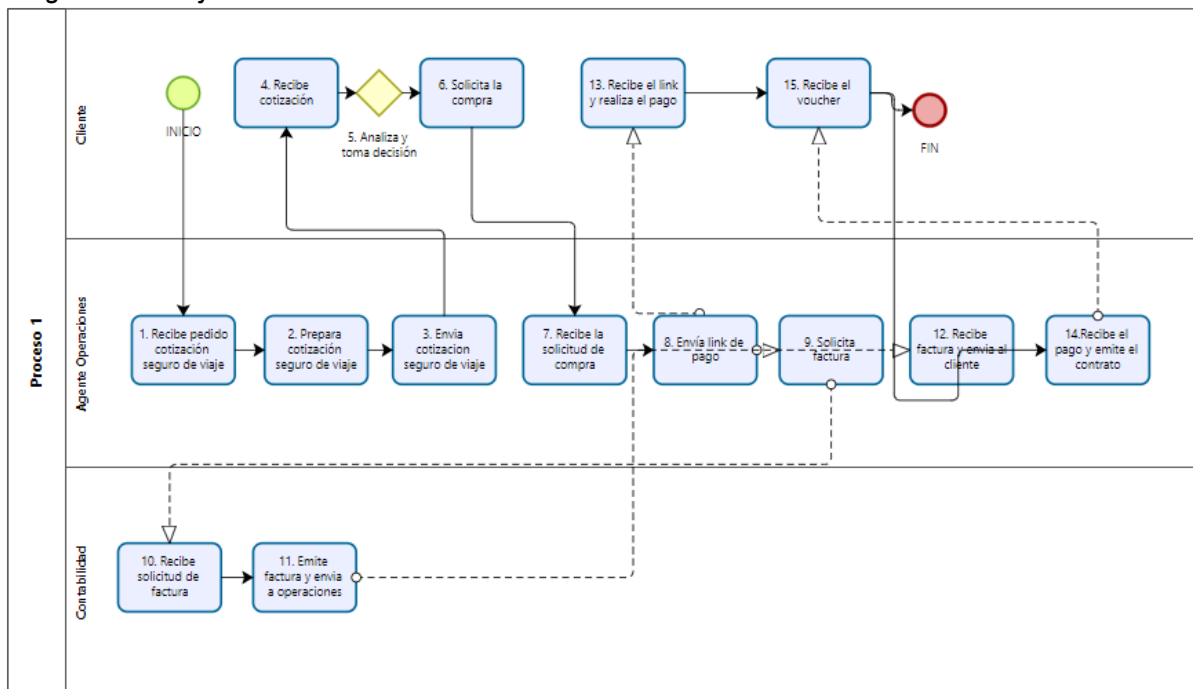 Proceso 1
Cliente
INICIO
4. Recibe
cotización
5. Analiza y
toma decisión
6. Solicita la
compra
13. Recibe el link
y realiza el pago
15. Recibe el
voucher
FIN
Agente Operaciones
1. Recibe pedido
cotización
seguro de viaje
2. Prepara
cotización
seguro de viaje
3. Envia
cotizacion
seguro de viaje
7. Recibe la
solicitud de
compra
8. Envía link de
pago
9. Solicita
factura
12. Recibe
factura y envia al
cliente
14.Recibe el
pago y emite el
contrato
Contabilidad
10. Recibe
solicitud de
factura
11. Emite
factura y envia
a operaciones